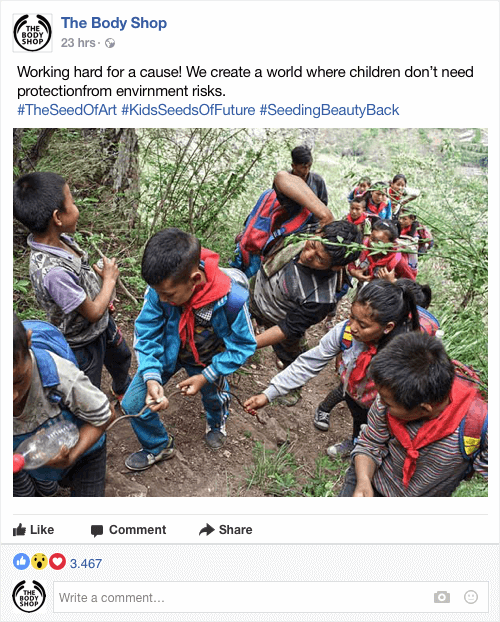 THE
BODY
SHOP
The Body Shop
23 hrs ·
Working hard for a cause! We create a world where children don't need
protectionfrom envirnment risks.
#TheSeedOfArt #KidsSeedsOfFuture #SeedingBeautyBack
Like Comment Share
3.467
THE
BODY
SHOP
Write a comment...